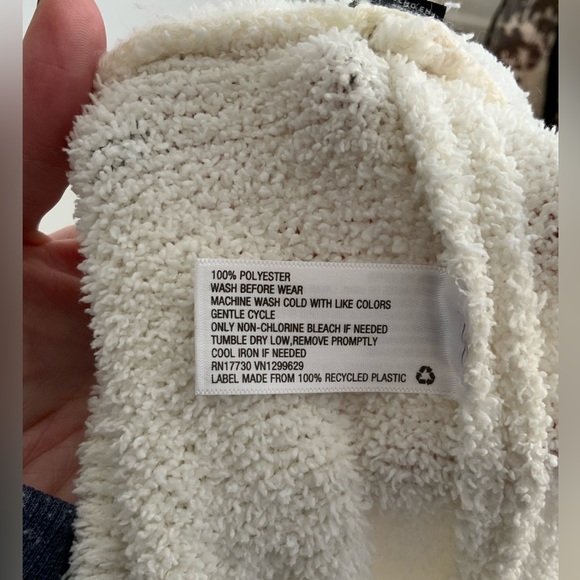 100% POLYESTER
WASH BEFORE WEAR
MACHINE WASH COLD WITH LIKE COLORS
GENTLE CYCLE
ONLY NON-CHLORINE BLEACH IF NEEDED
TUMBLE DRY LOW,REMOVE PROMPTLY
COOL IRON IF NEEDED
RN17730 VN1299629
LABEL MADE FROM 100% RECYCLED PLASTIC